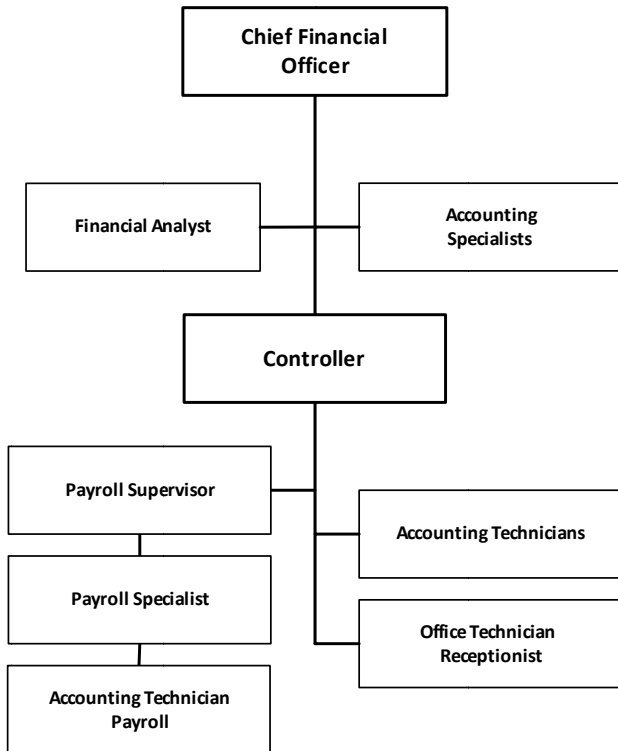 Chief Financial
Officer
Financial Analyst
Accounting
Specialists
Controller
Payroll Supervisor
Accounting Technicians
Payroll Specialist
Office Technician
Receptionist
Accounting Technician
Payroll